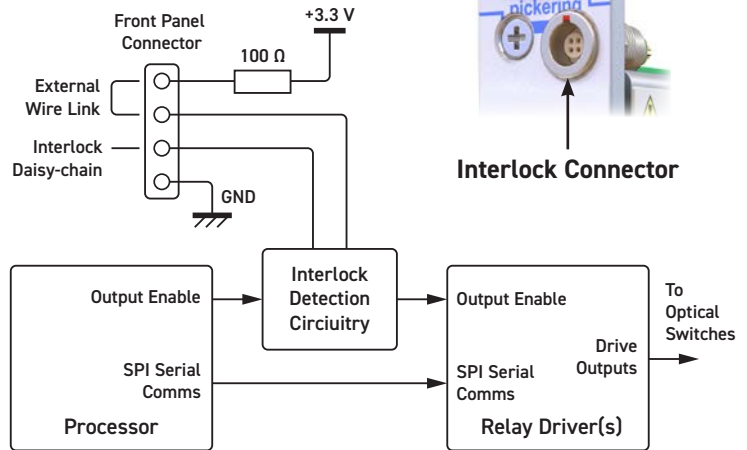 Front Panel
Connector
+3.3 V
100 Ω
External
Wire Link
Interlock
Daisy-chain
GND
pickering
Interlock Connector
Output Enable
SPI Serial
Comms
Processor
Interlock
Detection
Circiuitry
Output Enable
SPI Serial
Comms
Drive
Outputs
Relay Driver(s)
To
Optical
Switches